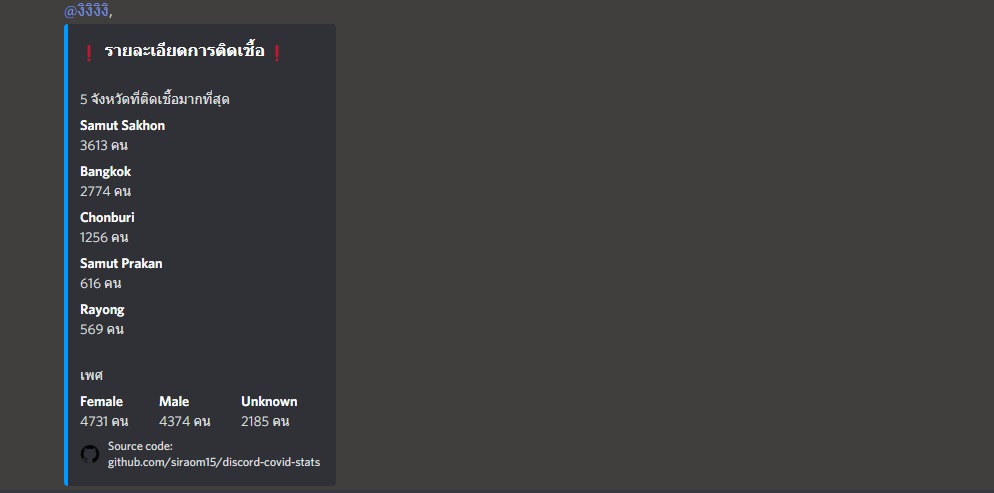 @งิงิงิงิ,
❗ รายละเอียดการติดเชื้อ ❗
5 จังหวัดที่ติดเชื้อมากที่สุด
Samut Sakhon
3613 คน
Bangkok
2774 คน
Chonburi
1256 คน
Samut Prakan
616 คน
Rayong
569 คน
เพศ
Female Male Unknown
4731 คน 4374 คน 2185 คน
Source code:
github.com/siraom15/discord-covid-stats